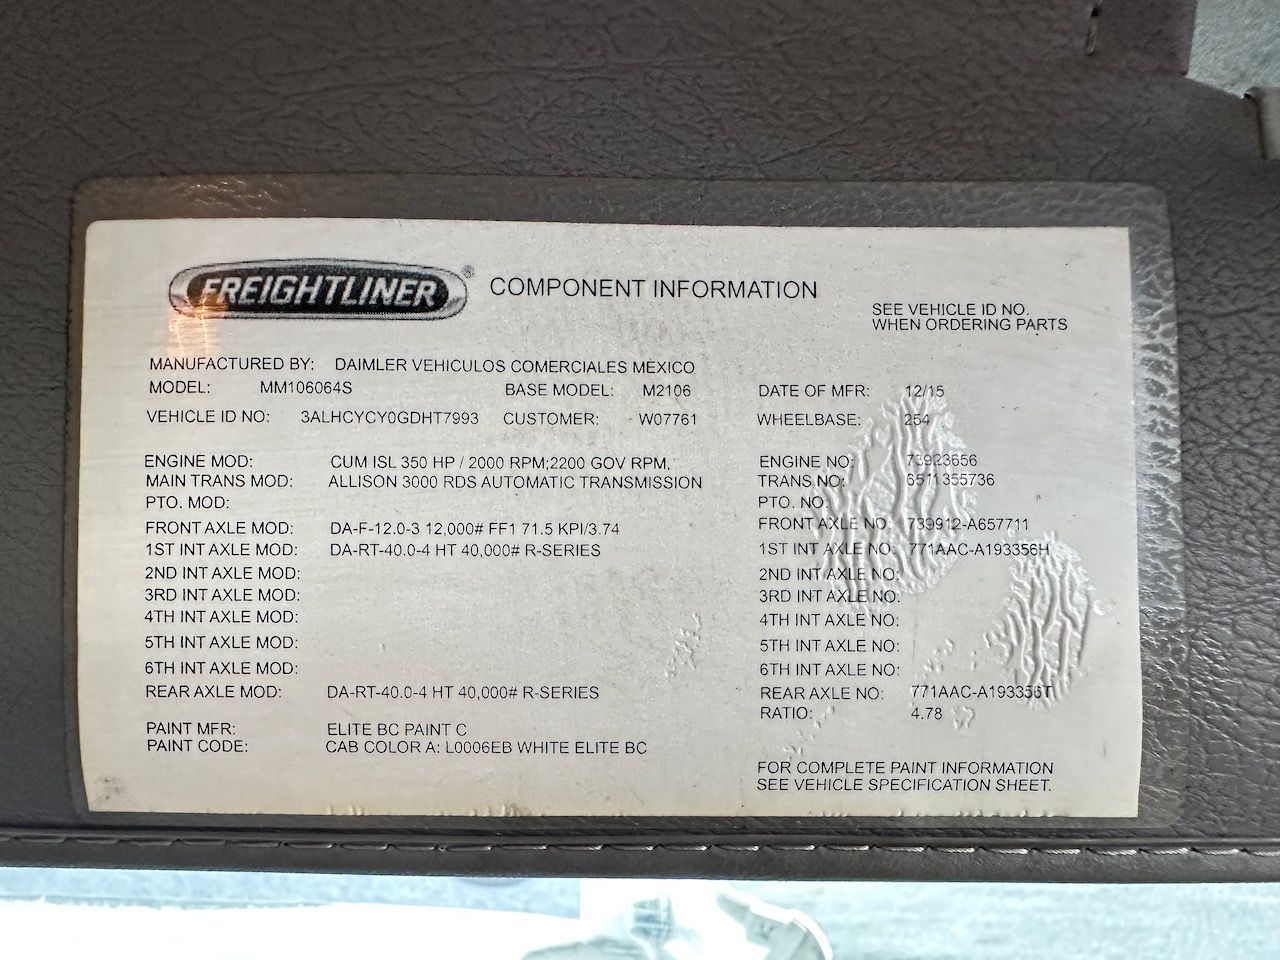 FREIGHTLINER® COMPONENT INFORMATION
SEE VEHICLE ID NO.
WHEN ORDERING PARTS
MANUFACTURED BY: DAIMLER VEHICULOS COMERCIALES MEXICO
MODEL: MM106064S BASE MODEL: M2106 DATE OF MFR: 12/15
VEHICLE ID NO: 3ALHCYCY0GDHT7993 CUSTOMER: W07761 WHEELBASE: 254
ENGINE MOD: CUM ISL 350 HP / 2000 RPM;2200 GOV RPM, ENGINE NO: 73923656
MAIN TRANS MOD: ALLISON 3000 RDS AUTOMATIC TRANSMISSION TRANS NO: 6511355736
PTO. MOD: PTO. NO:
FRONT AXLE MOD: DA-F-12.0-3 12,000# FF1 71.5 KPI/3.74 FRONT AXLE NO: 739912-A657711
1ST INT AXLE MOD: DA-RT-40.0-4 HT 40,000# R-SERIES 1ST INT AXLE NO: 771AAC-A193356H
2ND INT AXLE MOD: 2ND INT AXLE NO:
3RD INT AXLE MOD: 3RD INT AXLE NO:
4TH INT AXLE MOD: 4TH INT AXLE NO:
5TH INT AXLE MOD: 5TH INT AXLE NO:
6TH INT AXLE MOD: 6TH INT AXLE NO:
REAR AXLE MOD: DA-RT-40.0-4 HT 40,000# R-SERIES REAR AXLE NO: 771AAC-A193356T
RATIO: 4.78
PAINT MFR: ELITE BC PAINT C
PAINT CODE: CAB COLOR A: L0006EB WHITE ELITE BC
FOR COMPLETE PAINT INFORMATION
SEE VEHICLE SPECIFICATION SHEET.